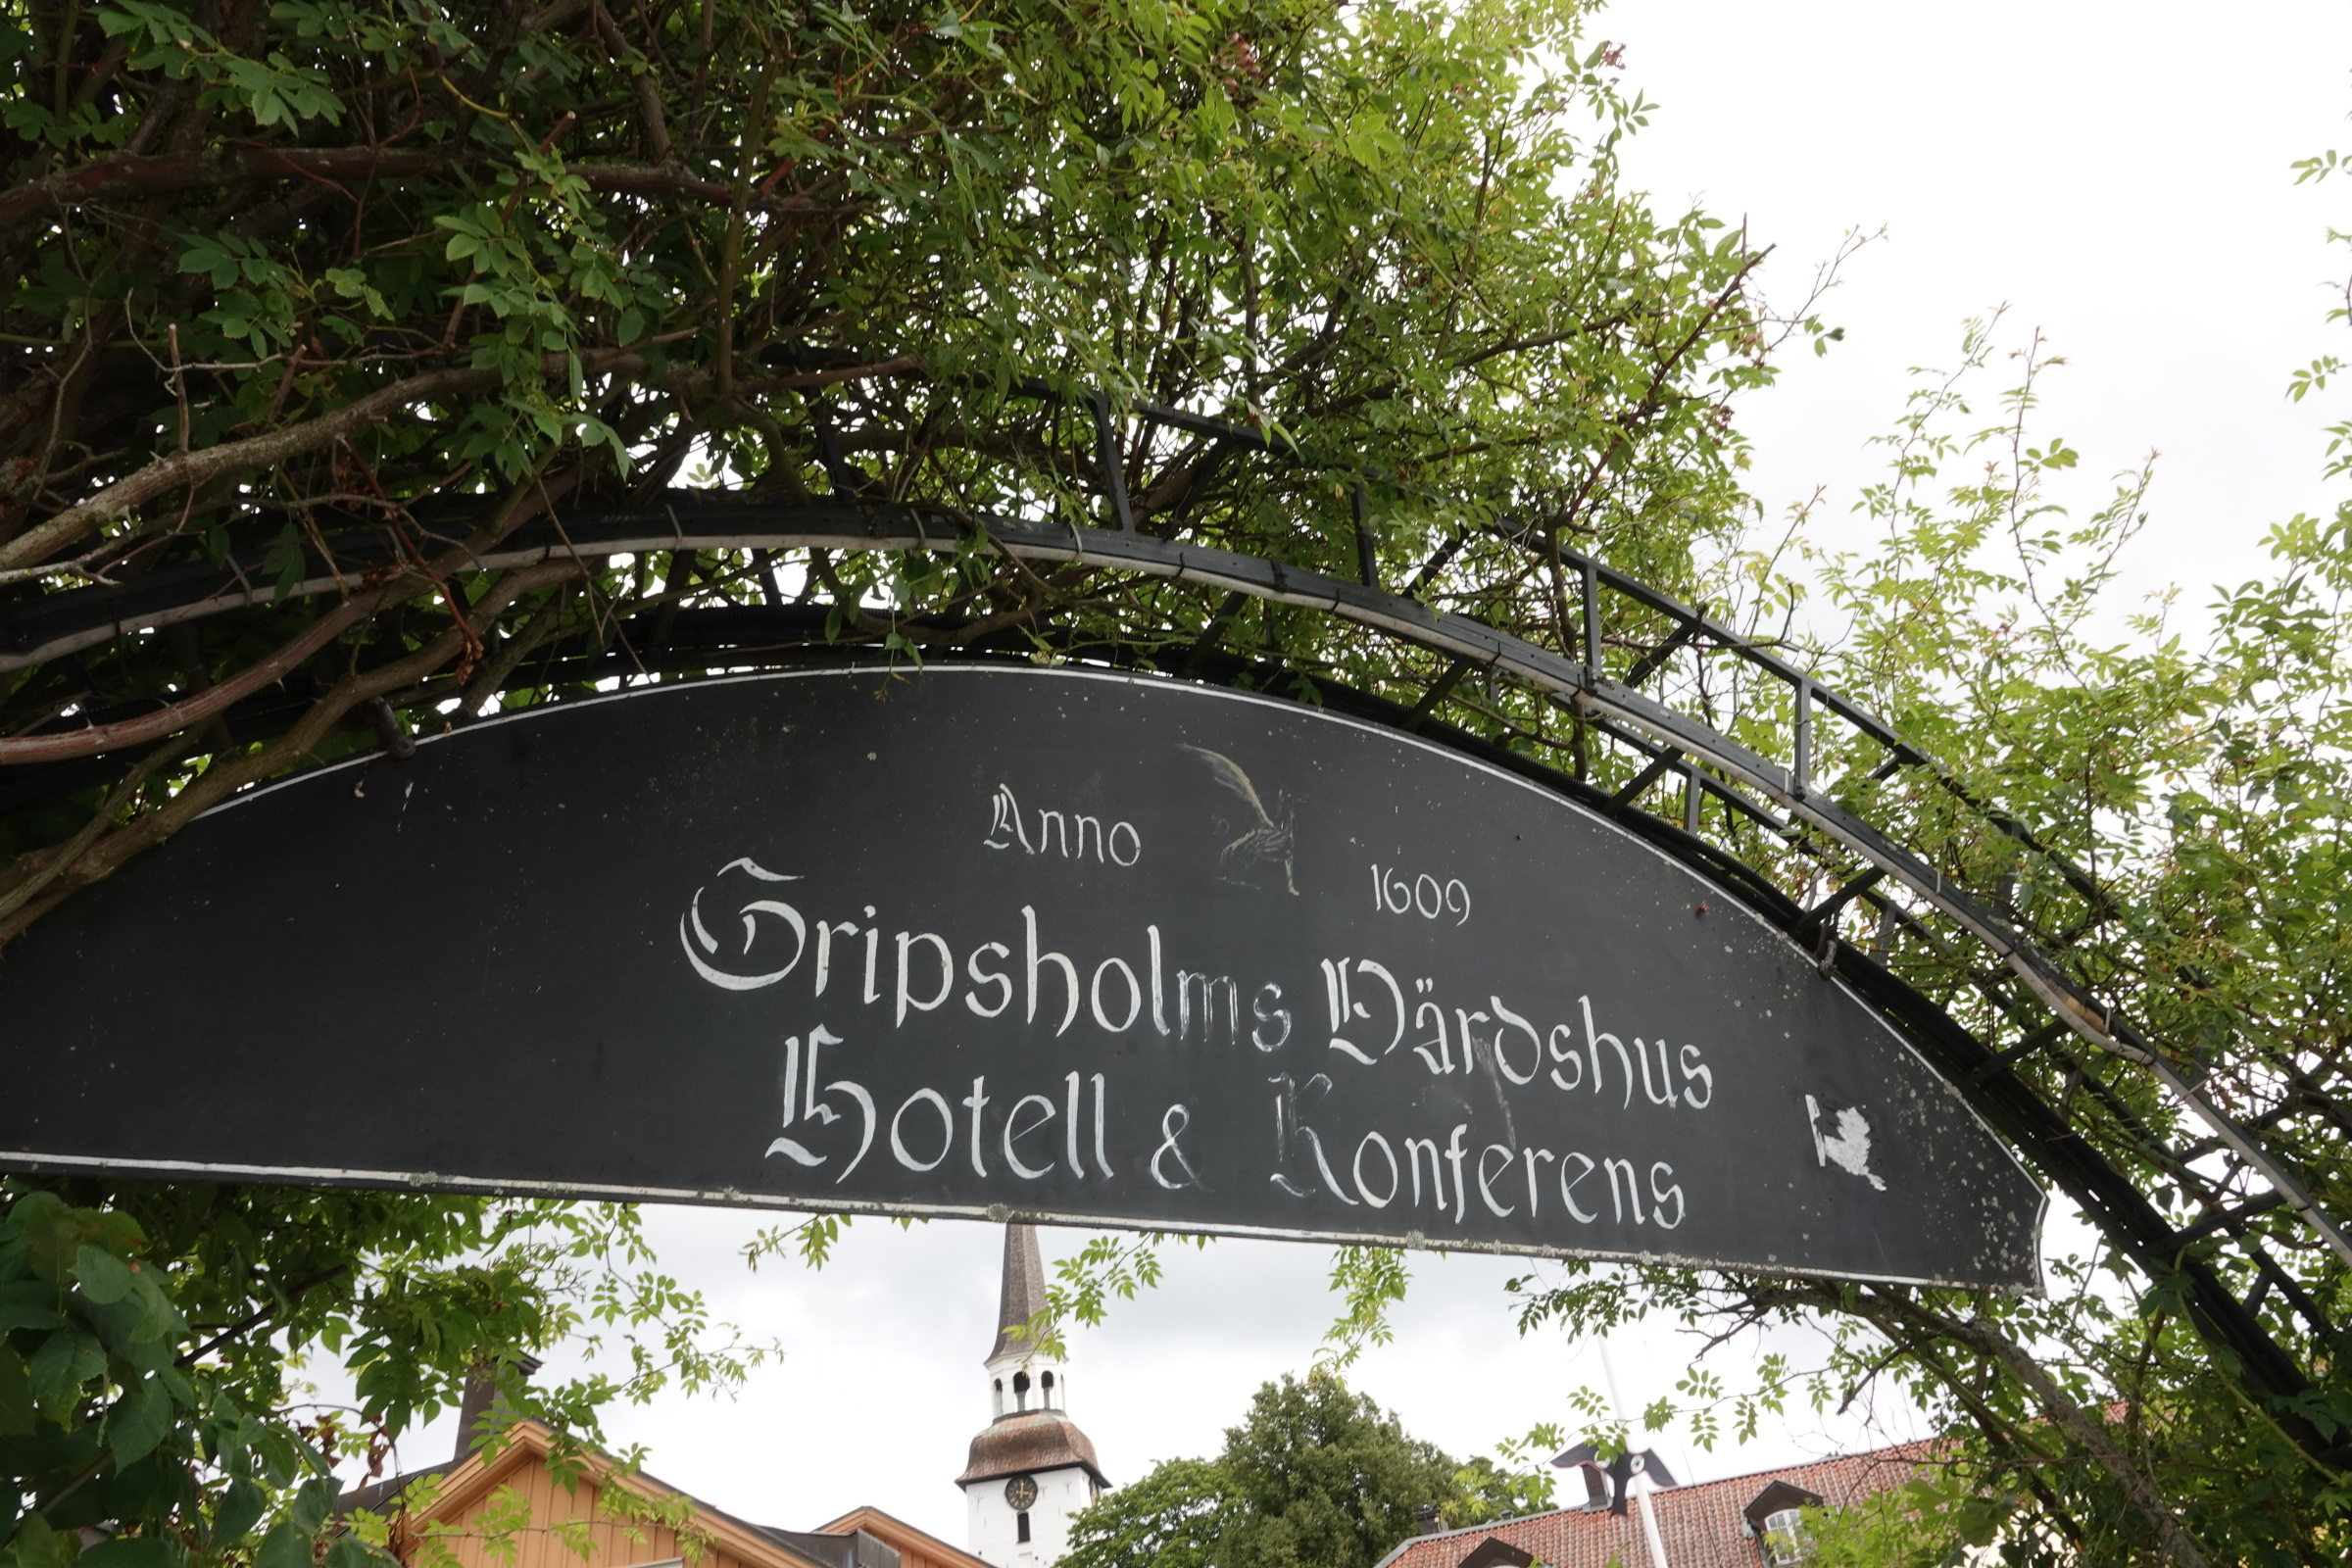 Anno 1609
Gripsholms Värdshus
Hotell & Konferens